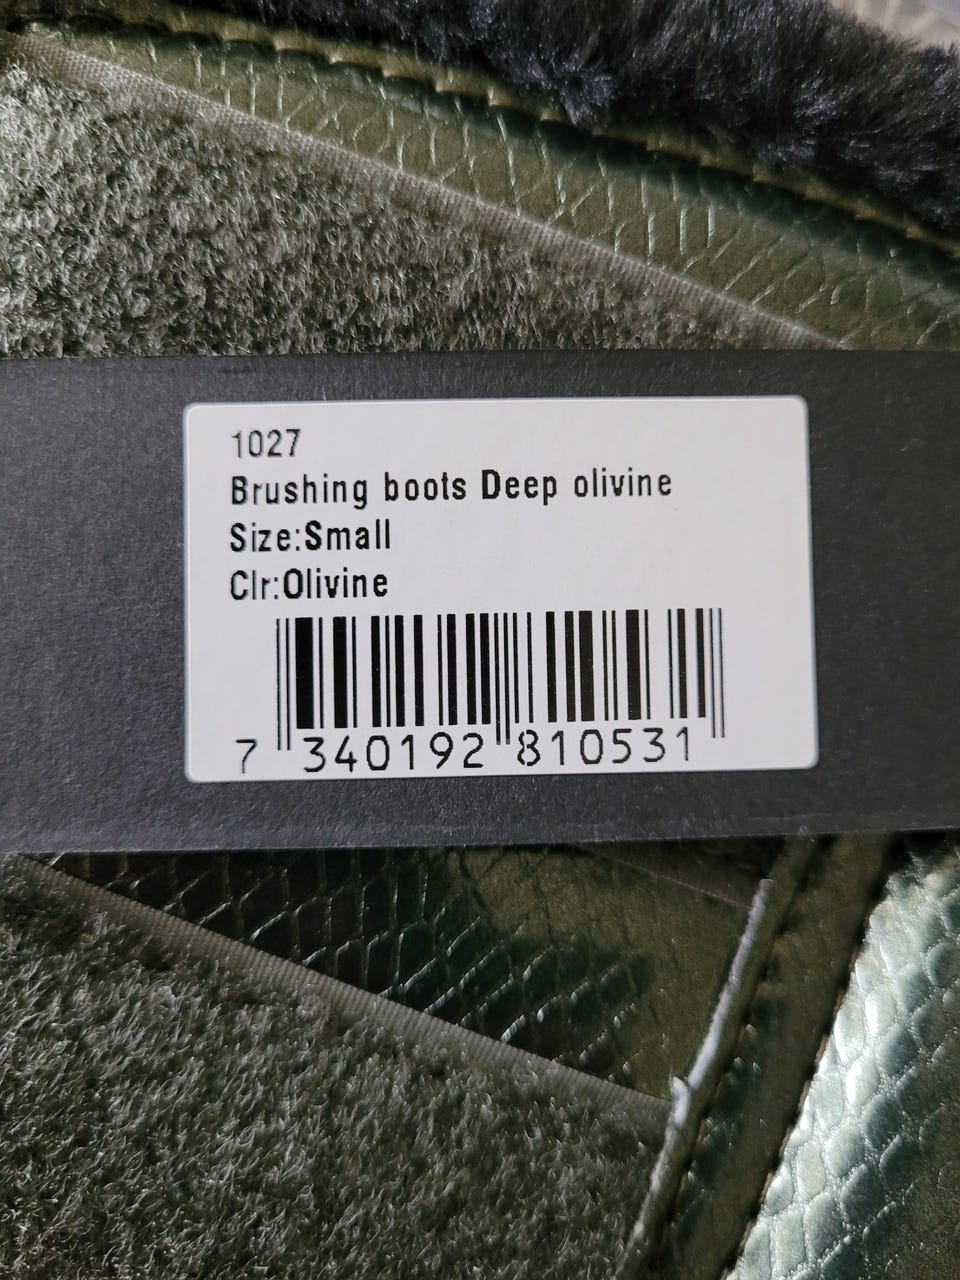 1027
Brushing boots Deep olivine
Size:Small
Clr:Olivine
7 340192 810531